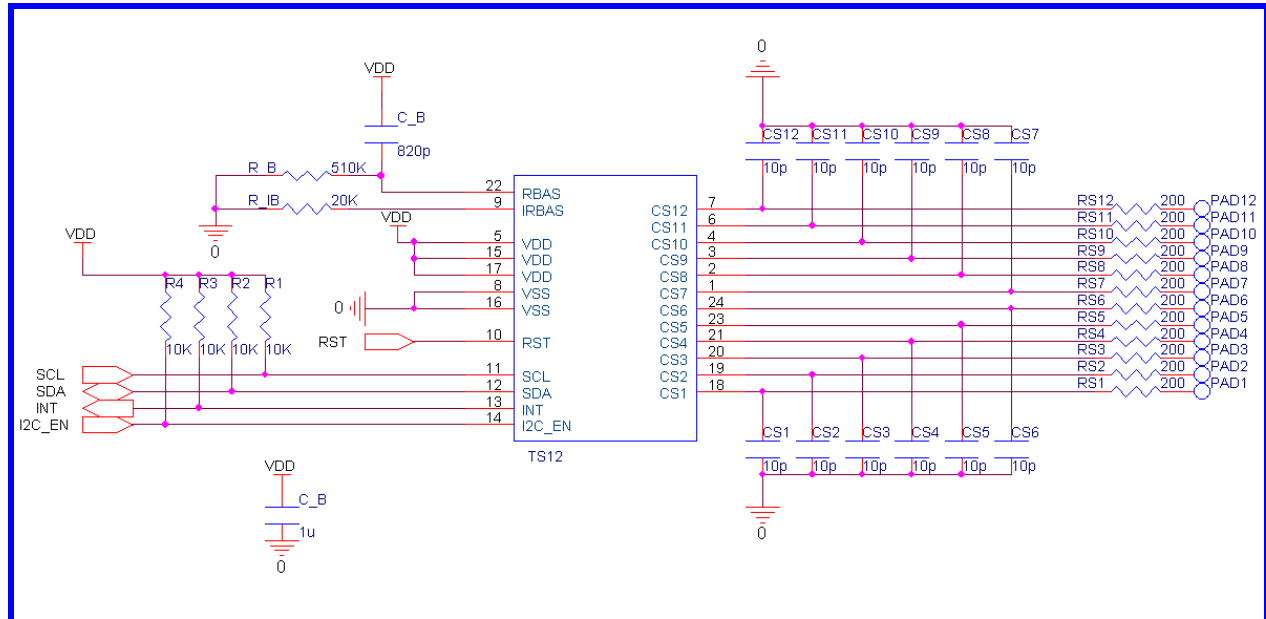 0
VDD
C_B
820p
CS12 CS11 CS10 CS9 CS8 CS7
10p 10p 10p 10p 10p 10p
R_B 510K
R_IB 20K
0
22 RBAS
9 IRBAS
VDD
5 VDD
15 VDD
17 VDD
8 VSS
16 VSS
0
RST 10 RST
VDD
R4 R3 R2 R1
10K 10K 10K 10K
SCL 11 SCL
SDA 12 SDA
INT 13 INT
I2C_EN 14 I2C_EN
TS12
CS12 7 RS12 200 PAD12
CS11 6 RS11 200 PAD11
CS10 4 RS10 200 PAD10
CS9 3 RS9 200 PAD9
CS8 2 RS8 200 PAD8
CS7 1 RS7 200 PAD7
CS6 24 RS6 200 PAD6
CS5 23 RS5 200 PAD5
CS4 21 RS4 200 PAD4
CS3 20 RS3 200 PAD3
CS2 19 RS2 200 PAD2
CS1 18 RS1 200 PAD1
CS1 CS2 CS3 CS4 CS5 CS6
10p 10p 10p 10p 10p 10p
0
VDD
C_B
1u
0